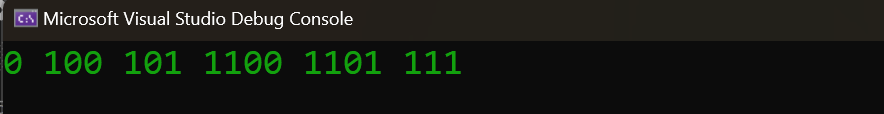 Microsoft Visual Studio Debug Console
0 100 101 1100 1101 111